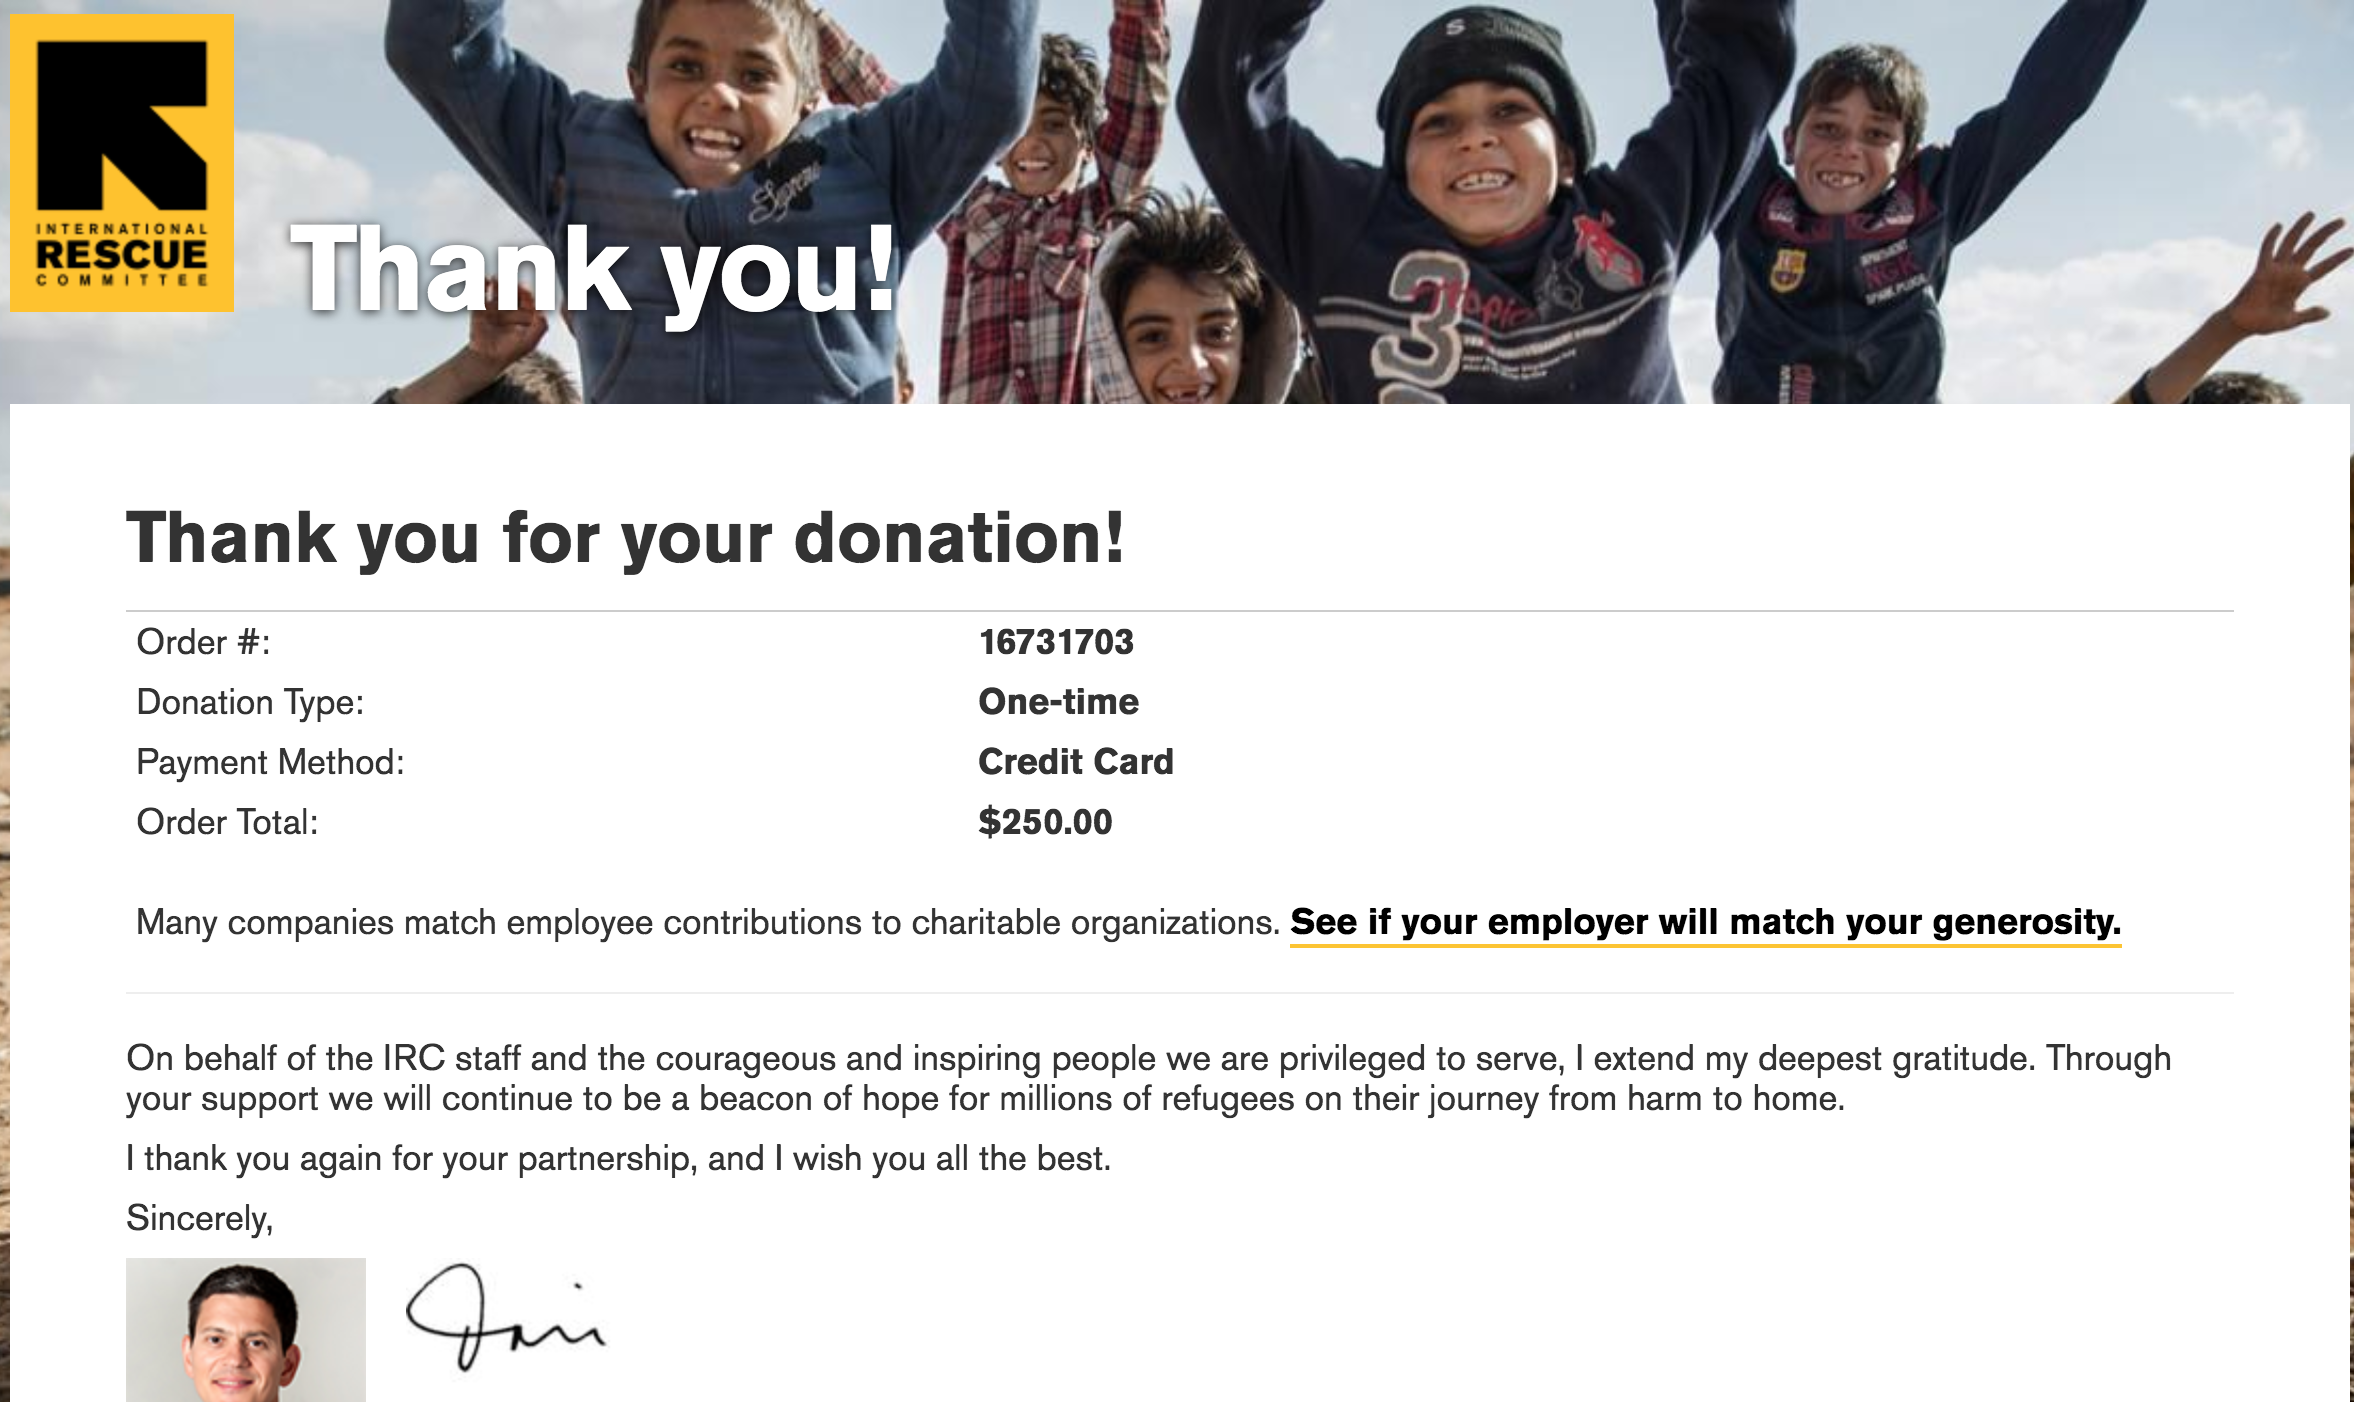 INTERNATIONAL
RESCUE
COMMITTEE
Thank you!
S
Supreme
3
Tropic
NGIK
Thank you for your donation!
Order #: 16731703
Donation Type: One-time
Payment Method: Credit Card
Order Total: $250.00
Many companies match employee contributions to charitable organizations. See if your employer will match your generosity.
On behalf of the IRC staff and the courageous and inspiring people we are privileged to serve, I extend my deepest gratitude. Through
your support we will continue to be a beacon of hope for millions of refugees on their journey from harm to home.
I thank you again for your partnership, and I wish you all the best.
Sincerely,